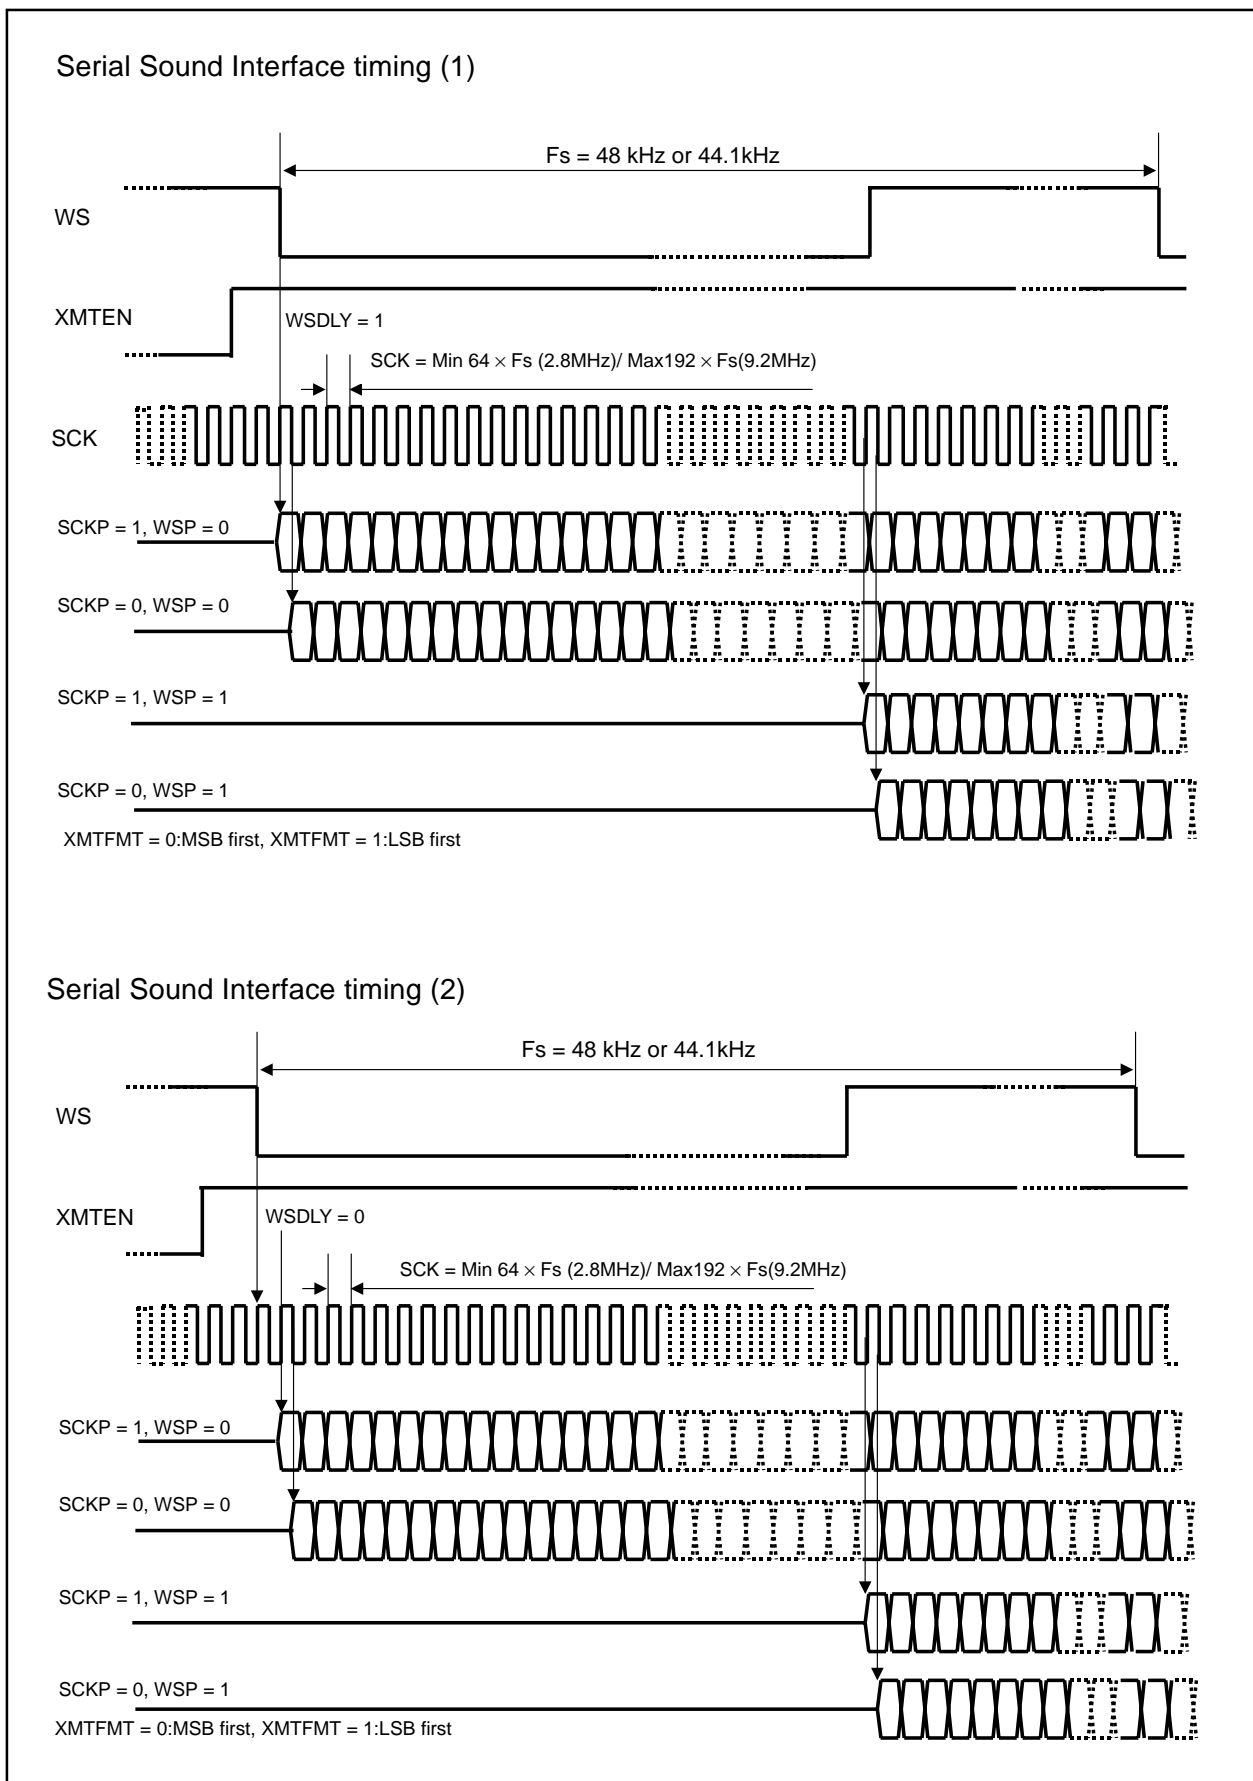 Serial Sound Interface timing (1)
Fs = 48 kHz or 44.1kHz
WS
XMTEN
WSDLY = 1
SCK = Min 64 × Fs (2.8MHz)/ Max192 × Fs(9.2MHz)
SCK
SCKP = 1, WSP = 0
SCKP = 0, WSP = 0
SCKP = 1, WSP = 1
SCKP = 0, WSP = 1
XMTFMT = 0:MSB first, XMTFMT = 1:LSB first
Serial Sound Interface timing (2)
Fs = 48 kHz or 44.1kHz
WS
XMTEN
WSDLY = 0
SCK = Min 64 × Fs (2.8MHz)/ Max192 × Fs(9.2MHz)
SCKP = 1, WSP = 0
SCKP = 0, WSP = 0
SCKP = 1, WSP = 1
SCKP = 0, WSP = 1
XMTFMT = 0:MSB first, XMTFMT = 1:LSB first